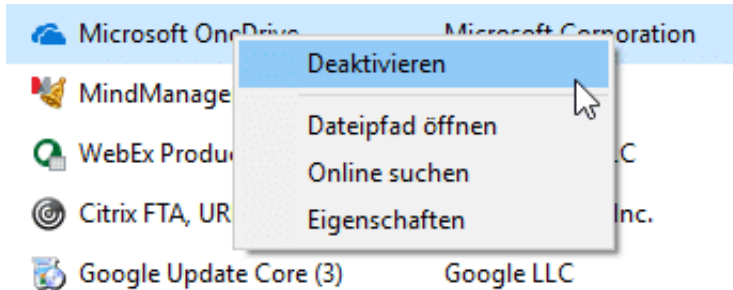 Microsoft OneDrive Microsoft Corporation
Deaktivieren
MindManage
Dateipfad öffnen
WebEx Produ LC
Online suchen
Citrix FTA, UR Inc.
Eigenschaften
Google Update Core (3) Google LLC